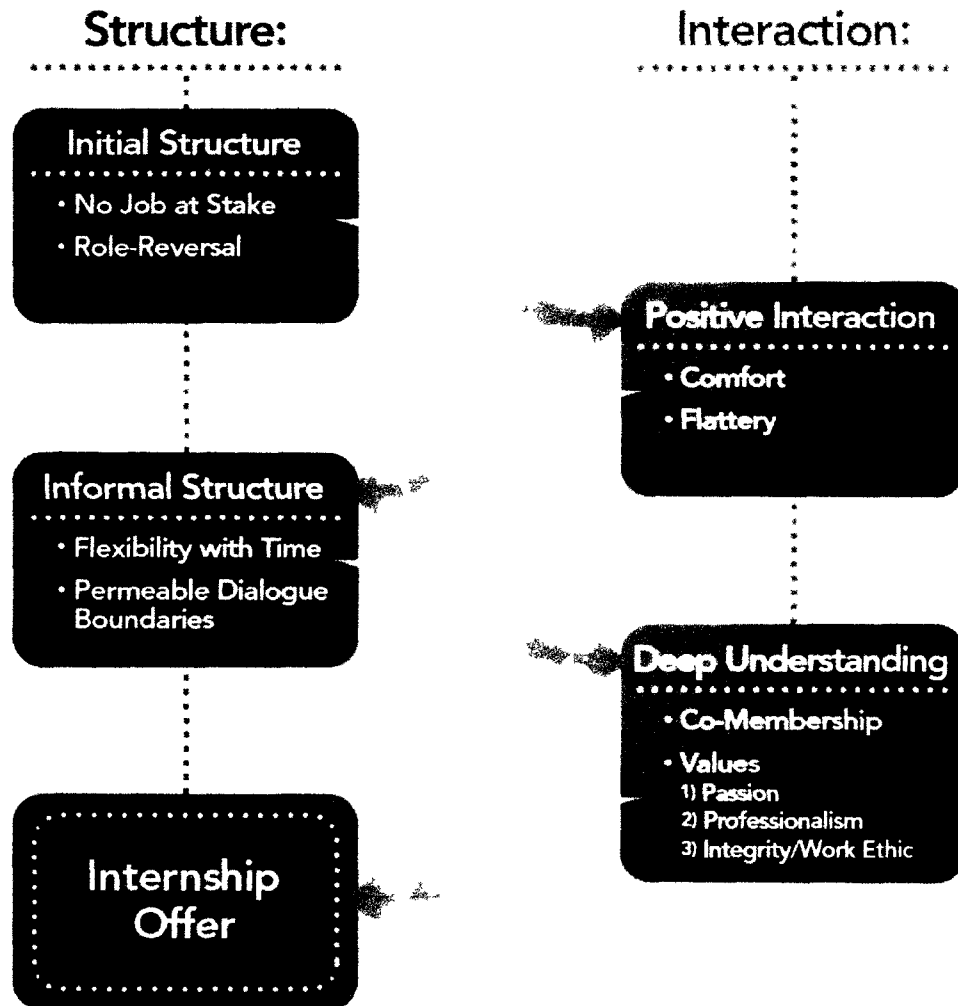 Structure:
Initial Structure
• No Job at Stake
• Role-Reversal
Informal Structure
• Flexibility with Time
• Permeable Dialogue
Boundaries
Internship
Offer
Interaction:
Positive Interaction
• Comfort
• Flattery
Deep Understanding
• Co-Membership
• Values
1) Passion
2) Professionalism
3) Integrity/Work Ethic